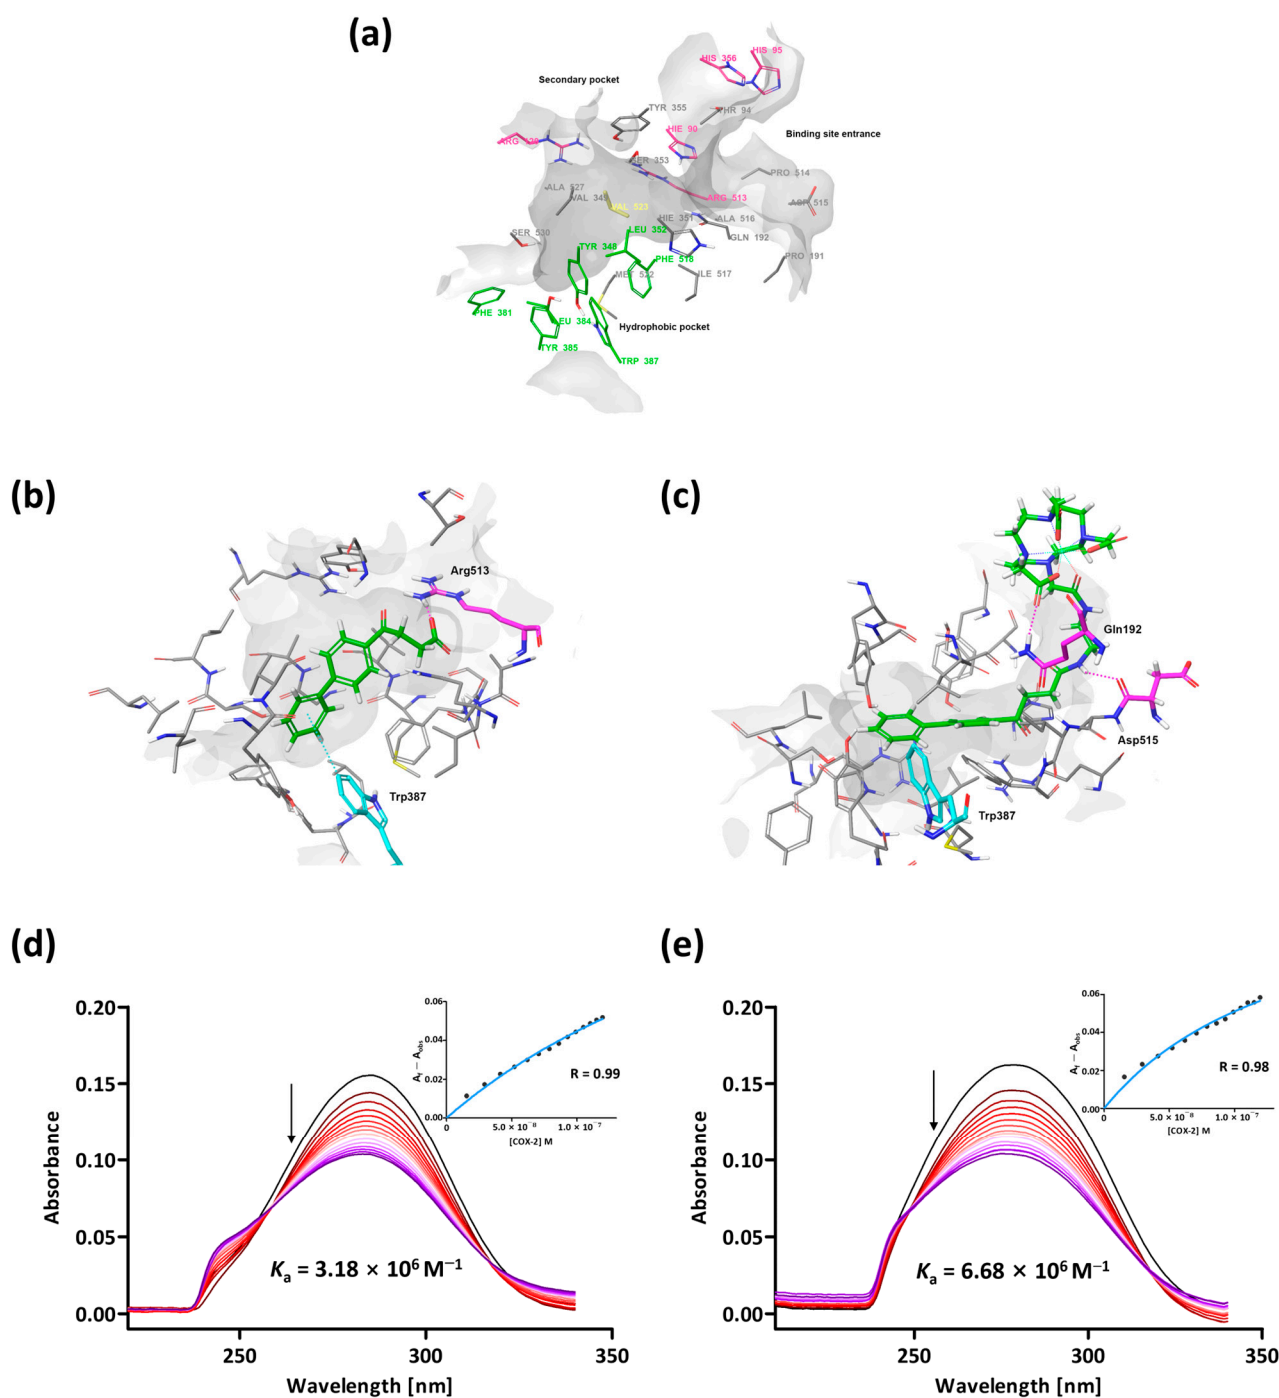 (a)
HIS 95
HIS 356
Secondary pocket
TYR 355
THR 94
HIE 90
Binding site entrance
SER 353
PRO 514
ALA 527
VAL 349
VAL 523
ARG 513
ASP 515
HIE 351
ALA 516
SER 530
LEU 352
GLN 192
TYR 348
PHE 518
PRO 191
MET 522
ILE 517
PHE 381
EU 384
Hydrophobic pocket
TYR 385
TRP 387
(b)
Arg513
Trp387
(c)
Gln192
Asp515
Trp387
(d)
0.20
0.15
0.10
0.05
0.00
Absorbance
250
300
350
Wavelength [nm]
Ka = 3.18 × 10⁶ M⁻¹
0.06
0.04
0.02
0.00
Af − Aobs
5.0 × 10⁻⁸
1.0 × 10⁻⁷
[COX-2] M
R = 0.99
(e)
0.20
0.15
0.10
0.05
0.00
Absorbance
250
300
350
Wavelength [nm]
Ka = 6.68 × 10⁶ M⁻¹
0.06
0.04
0.02
0.00
Af − Aobs
5.0 × 10⁻⁸
1.0 × 10⁻⁷
[COX-2] M
R = 0.98